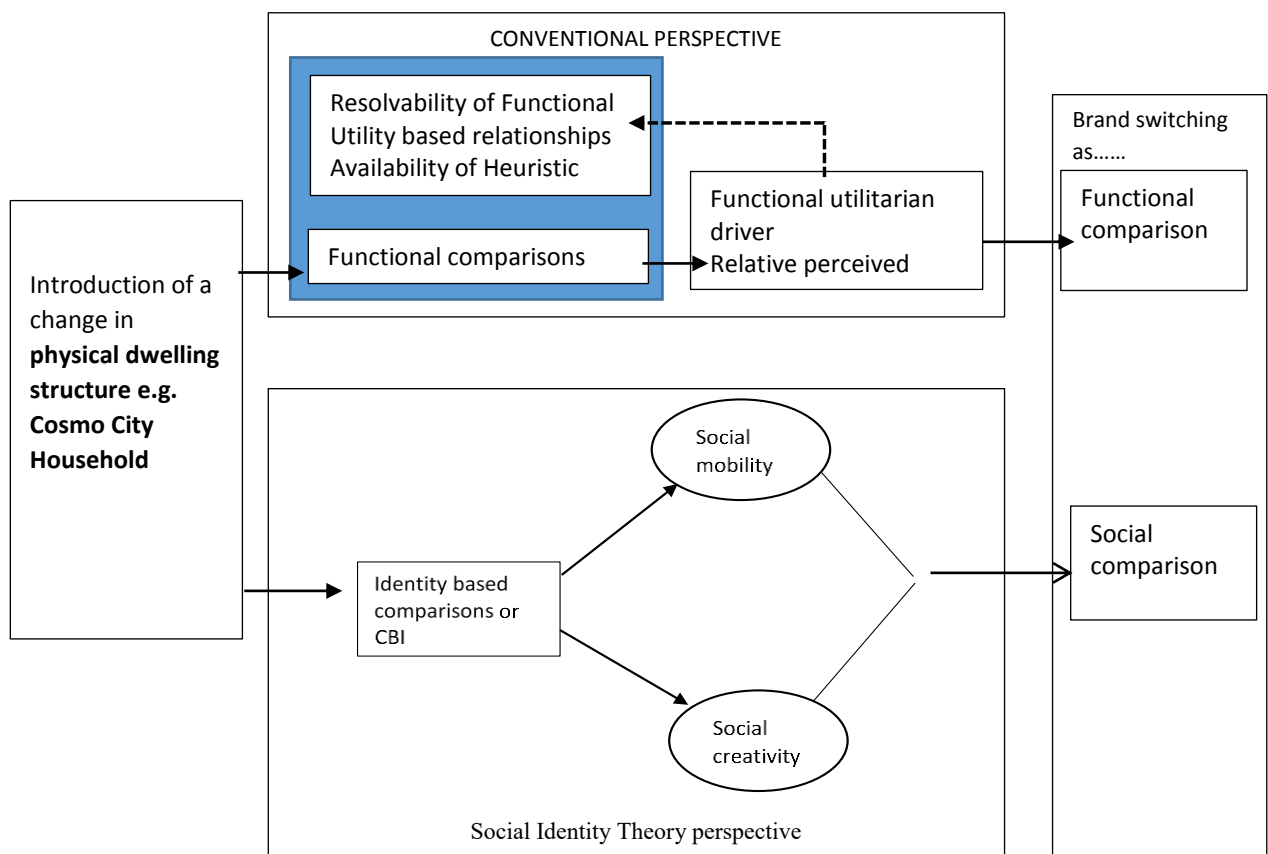 CONVENTIONAL PERSPECTIVE
Resolvability of Functional
Utility based relationships
Availability of Heuristic
Functional comparisons
Functional utilitarian
driver
Relative perceived
Brand switching
as......
Functional
comparison
Introduction of a
change in
physical dwelling
structure e.g.
Cosmo City
Household
Social
mobility
Identity based
comparisons or
CBI
Social
creativity
Social
comparison
Social Identity Theory perspective